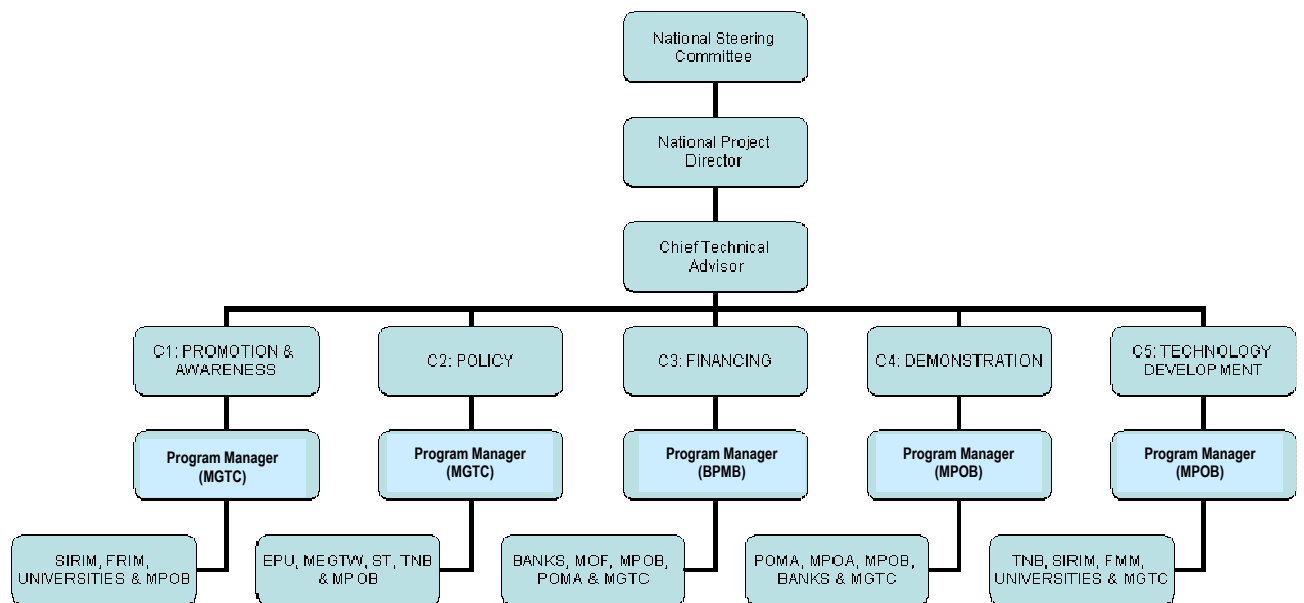 National Steering
Committee
National Project
Director
Chief Technical
Advisor
C1: PROMOTION &
AWARENESS
C2: POLICY
C3: FINANCING
C4: DEMONSTRATION
C5: TECHNOLOGY
DEVELOPMENT
Program Manager
(MGTC)
Program Manager
(MGTC)
Program Manager
(BPMB)
Program Manager
(MPOB)
Program Manager
(MPOB)
SIRIM, FRIM,
UNIVERSITIES & MPOB
EPU, MEGTW, ST, TNB
& MPOB
BANKS, MOF, MPOB,
POMA & MGTC
POMA, MPOA, MPOB,
BANKS & MGTC
TNB, SIRIM, FMM,
UNIVERSITIES & MGTC